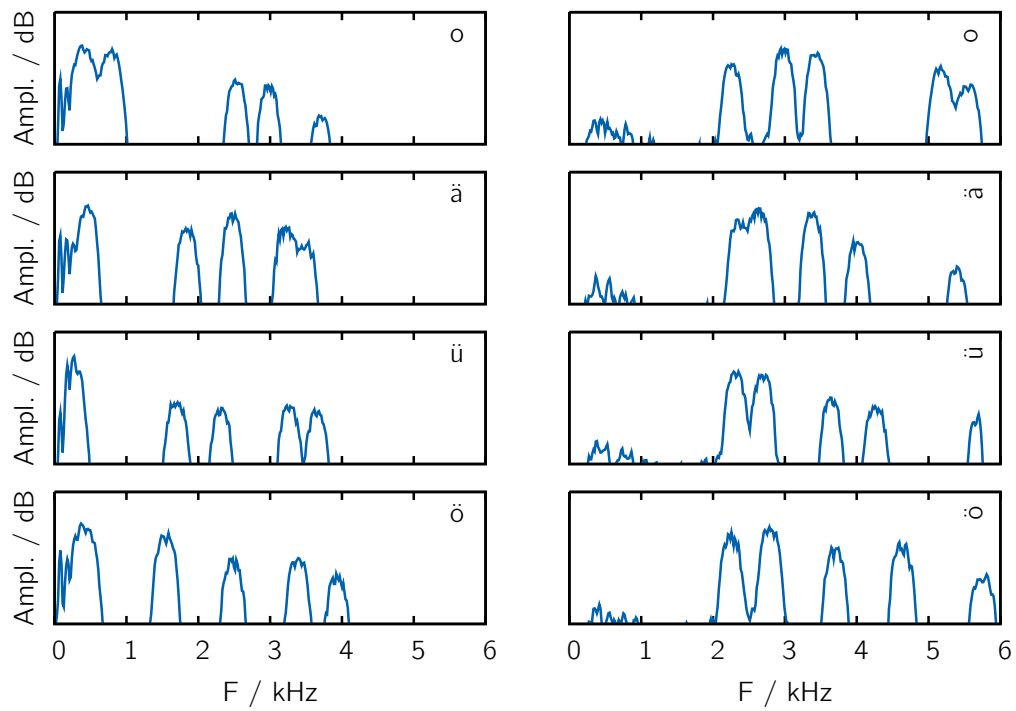 Ampl. / dB
o
o
Ampl. / dB
ä
ä
Ampl. / dB
ü
ü
Ampl. / dB
ö
ö
0 1 2 3 4 5 6
0 1 2 3 4 5 6
F / kHz
F / kHz